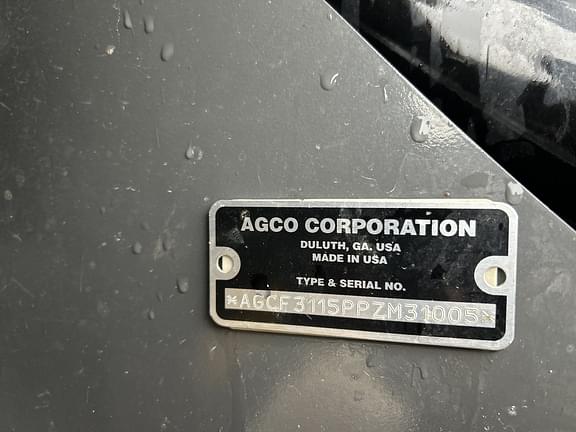 AGCO CORPORATION
DULUTH, GA. USA
MADE IN USA
TYPE & SERIAL NO.
*AGCF3115PPZM31005*